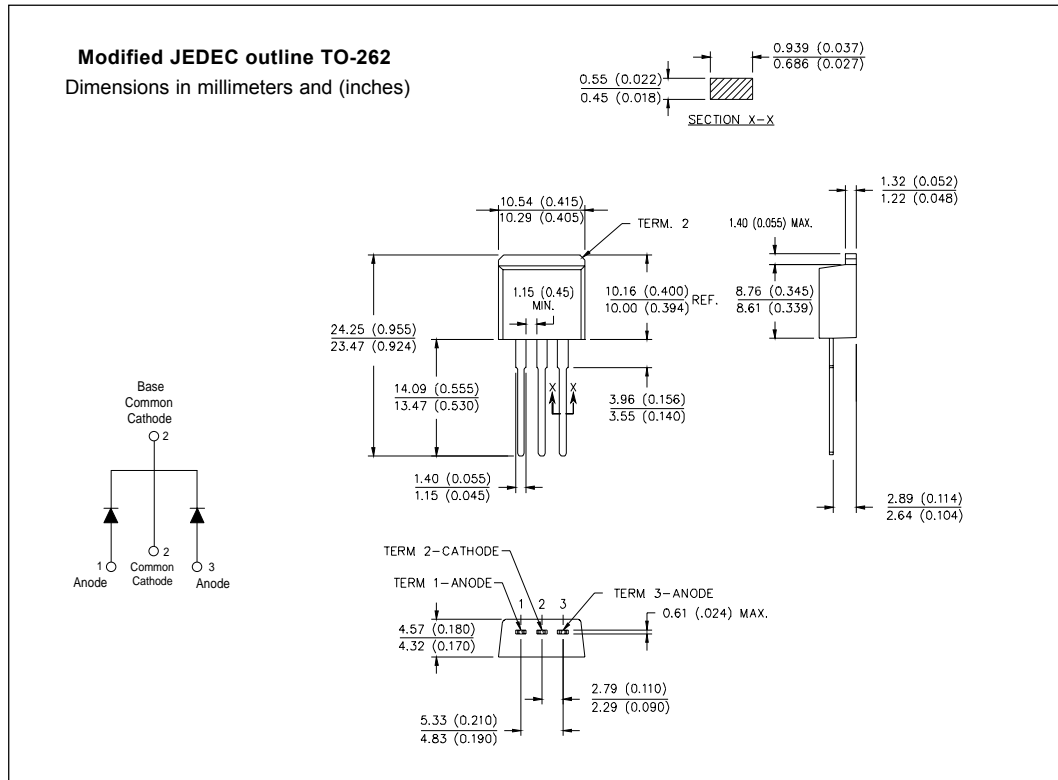 Modified JEDEC outline TO-262
Dimensions in millimeters and (inches)
0.939 (0.037)
0.686 (0.027)
0.55 (0.022)
0.45 (0.018)
SECTION X-X
1.32 (0.052)
1.22 (0.048)
10.54 (0.415)
10.29 (0.405)
TERM. 2
1.40 (0.055) MAX.
1.15 (0.45)
MIN.
10.16 (0.400)
10.00 (0.394)
REF.
8.76 (0.345)
8.61 (0.339)
24.25 (0.955)
23.47 (0.924)
14.09 (0.555)
13.47 (0.530)
X X
3.96 (0.156)
3.55 (0.140)
Base
Common
Cathode
2
1.40 (0.055)
1.15 (0.045)
2.89 (0.114)
2.64 (0.104)
2
1
3
Anode
Common
Cathode
Anode
TERM 2-CATHODE
TERM 1-ANODE
TERM 3-ANODE
1 2 3
0.61 (.024) MAX.
4.57 (0.180)
4.32 (0.170)
2.79 (0.110)
2.29 (0.090)
5.33 (0.210)
4.83 (0.190)